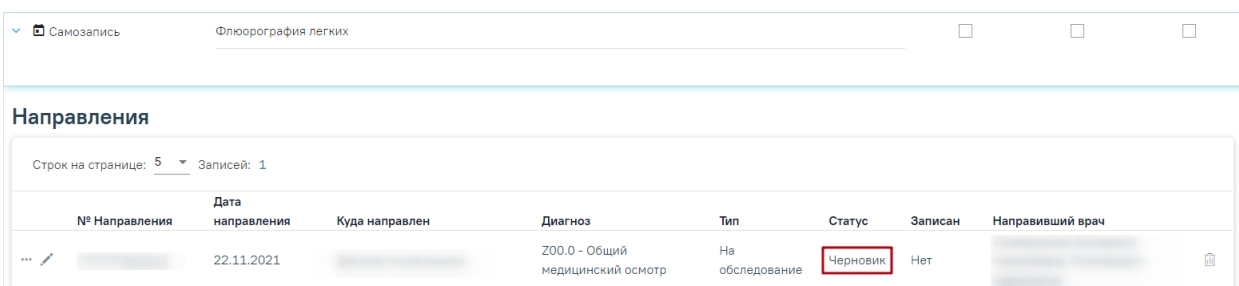 Самозапись Флюорография легких
Направления
Строк на странице: 5 Записей: 1
№ Направления Дата направления Куда направлен Диагноз Тип Статус Записан Направивший врач
22.11.2021 Z00.0 - Общий медицинский осмотр На обследование Черновик Нет